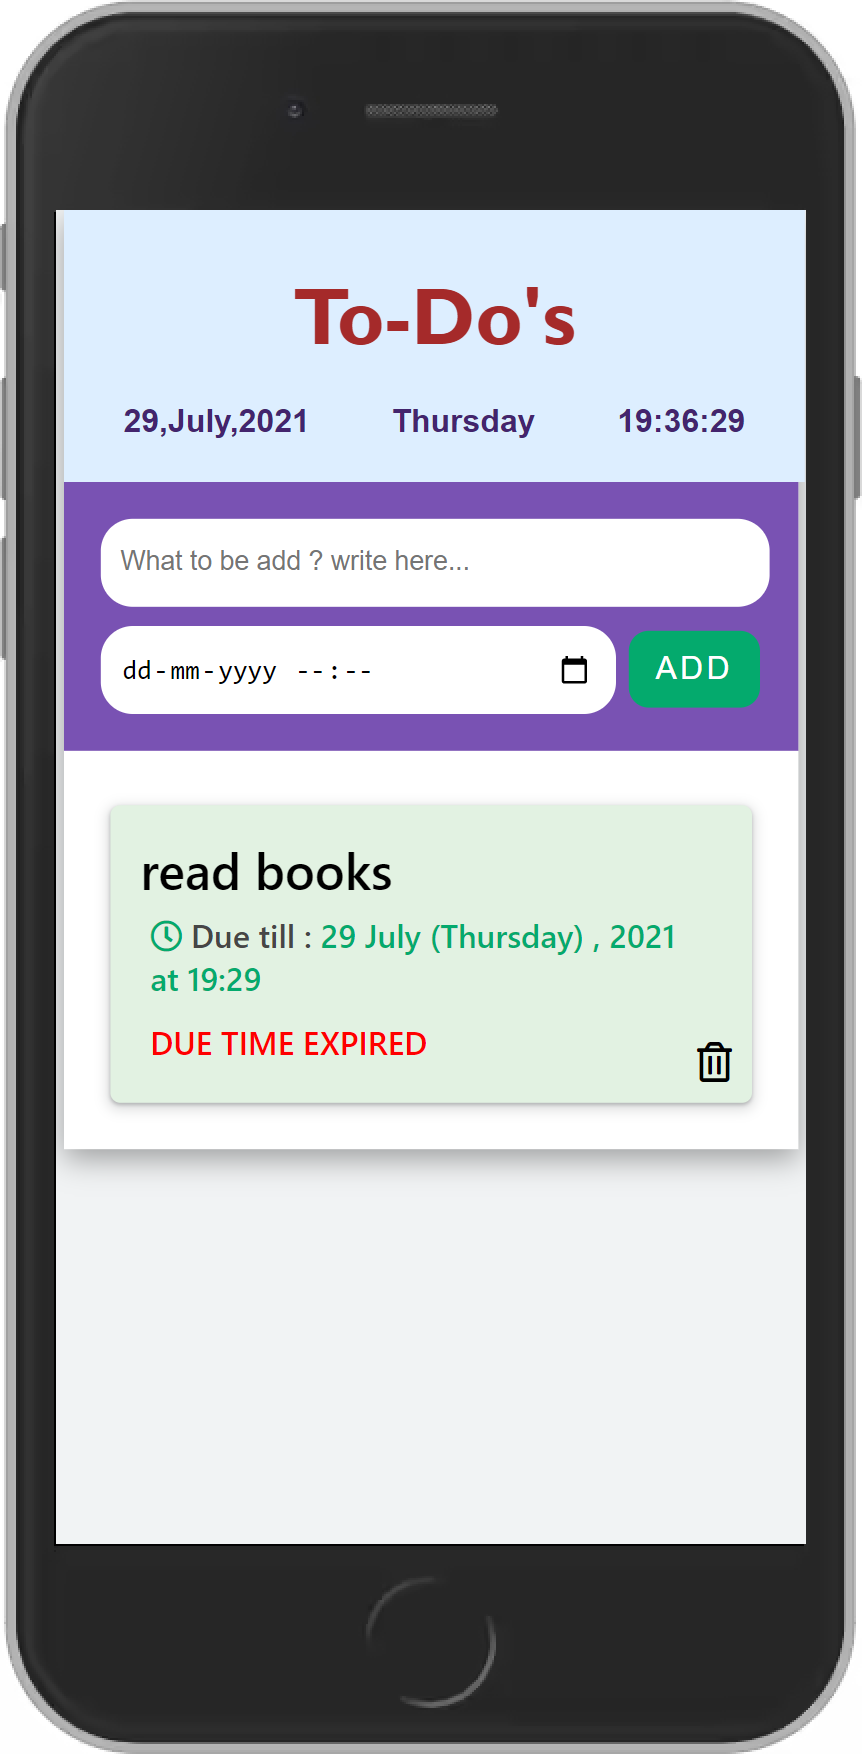 To-Do's
29,July,2021 Thursday 19:36:29
What to be add ? write here...
dd-mm-yyyy --:-- ADD
read books
Due till : 29 July (Thursday) , 2021
at 19:29
DUE TIME EXPIRED